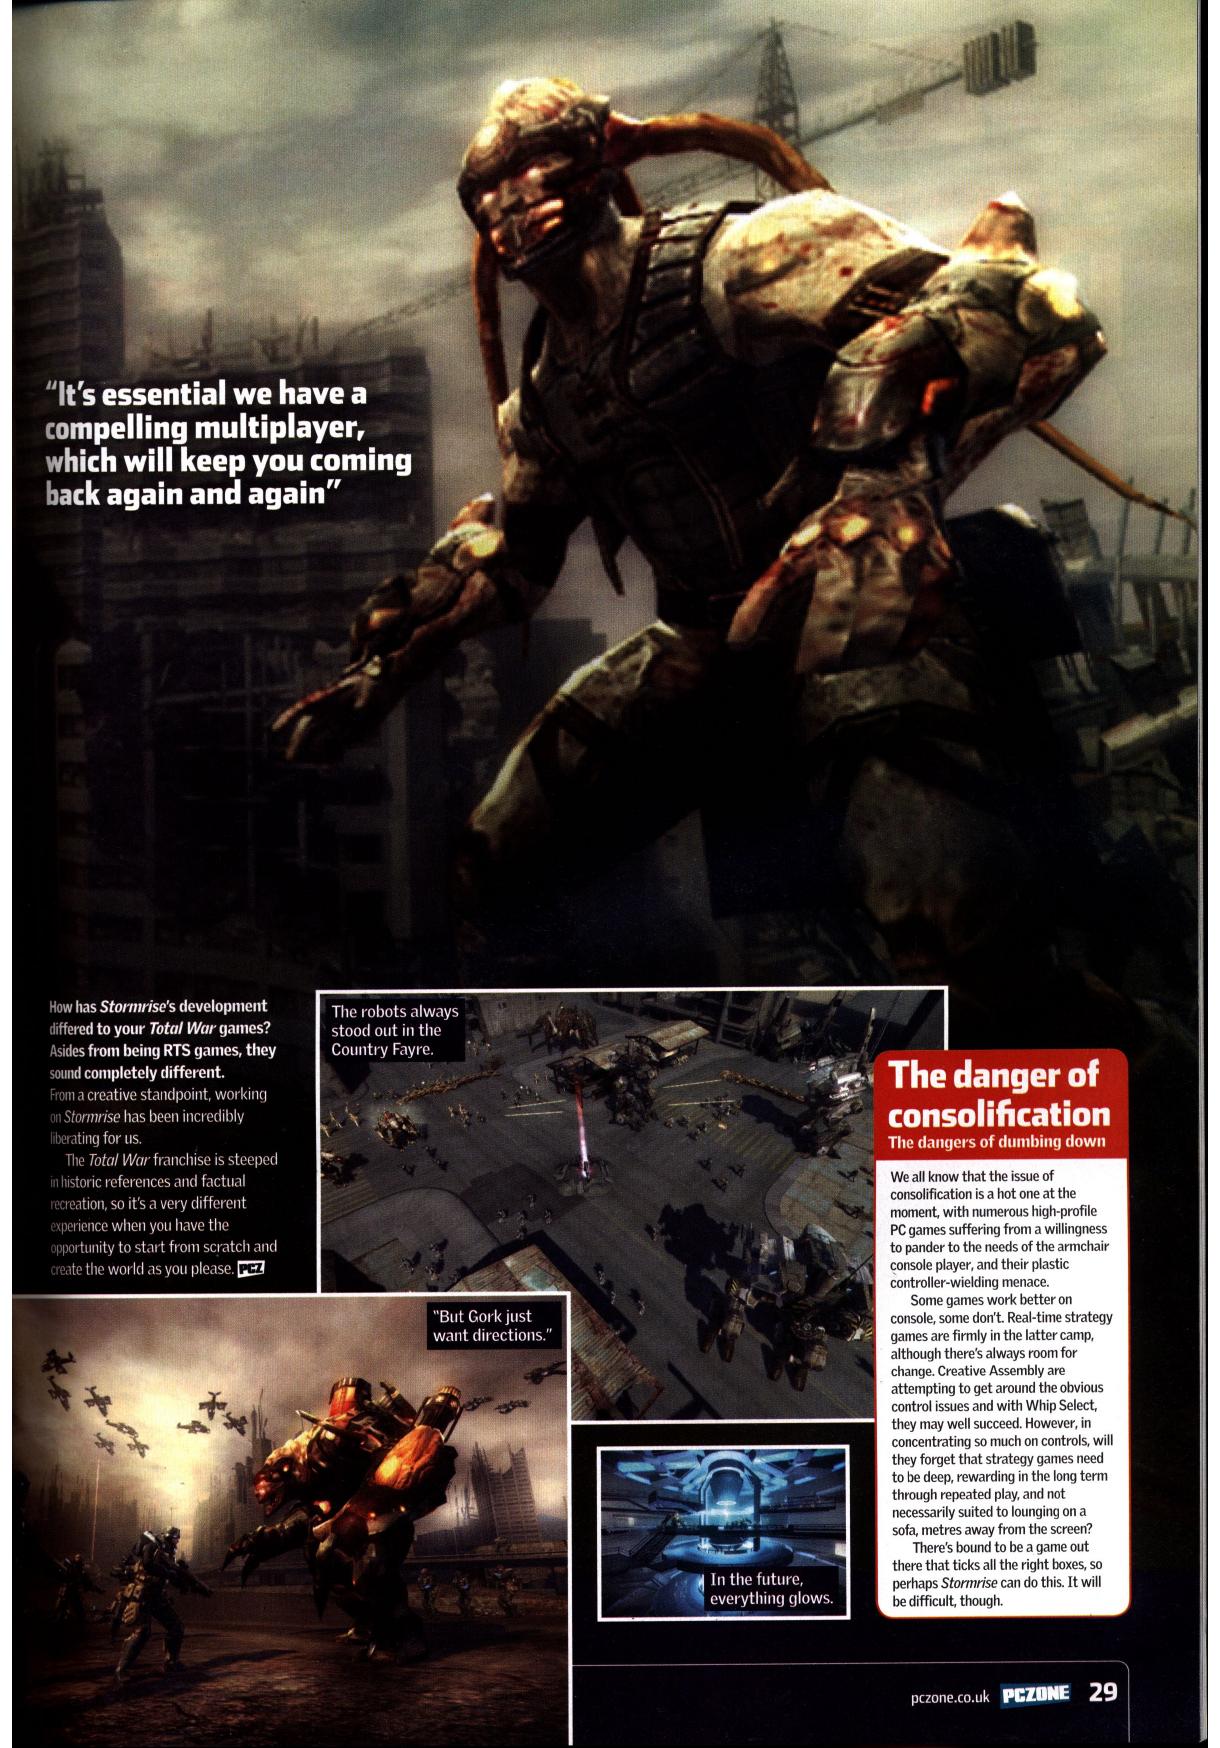 “It’s essential we have a
compelling multiplayer,
which will keep you coming
back again and again”
How has Stormrise’s development
differed to your Total War games?
Asides from being RTS games, they
sound completely different.
From a creative standpoint, working
on Stormrise has been incredibly
liberating for us.
The Total War franchise is steeped
in historic references and factual
recreation, so it’s a very different
experience when you have the
opportunity to start from scratch and
create the world as you please. PCZ
The robots always
stood out in the
Country Fayre.
“But Gork just
want directions.”
In the future,
everything glows.
The danger of
consolification
The dangers of dumbing down
We all know that the issue of
consolification is a hot one at the
moment, with numerous high-profile
PC games suffering from a willingness
to pander to the needs of the armchair
console player, and their plastic
controller-wielding menace.
Some games work better on
console, some don’t. Real-time strategy
games are firmly in the latter camp,
although there’s always room for
change. Creative Assembly are
attempting to get around the obvious
control issues and with Whip Select,
they may well succeed. However, in
concentrating so much on controls, will
they forget that strategy games need
to be deep, rewarding in the long term
through repeated play, and not
necessarily suited to lounging on a
sofa, metres away from the screen?
There’s bound to be a game out
there that ticks all the right boxes, so
perhaps Stormrise can do this. It will
be difficult, though.
pczone.co.uk PCZONE 29